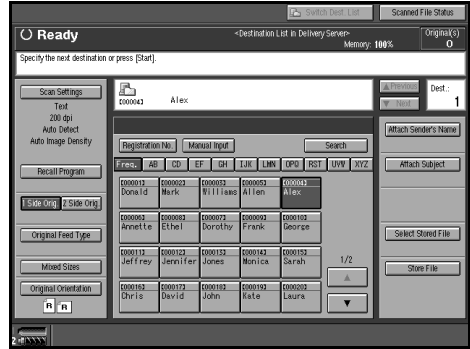 Switch Dest. List
Scanned File Status
Ready
<Destination List in Delivery Server>
Memory: 100%
Original(s)
0
Specify the next destination or press [Start].
Scan Settings
Text
200 dpi
Auto Detect
Auto Image Density
Recall Program
1 Side Orig.
2 Side Orig.
Original Feed Type
Mixed Sizes
Original Orientation
R R
[00004]
Alex
▲ Previous
▼ Next
Dest.:
1
Registration No.
Manual Input
Search
Freq. AB CD EF GH IJK LMN OPQ RST UVW XYZ
[00001] [00002] [00003] [00005] [00004]
Donald Mark Williams Allen Alex
[00006] [00008] [00007] [00009] [00010]
Annette Ethel Dorothy Frank George
[00011] [00012] [00013] [00014] [00015]
Jeffrey Jennifer Jones Monica Sarah
[00016] [00017] [00018] [00019] [00020]
Chris David John Kate Laura
1/2
▲
▼
Attach Sender's Name
Attach Subject
Select Stored File
Store File
2